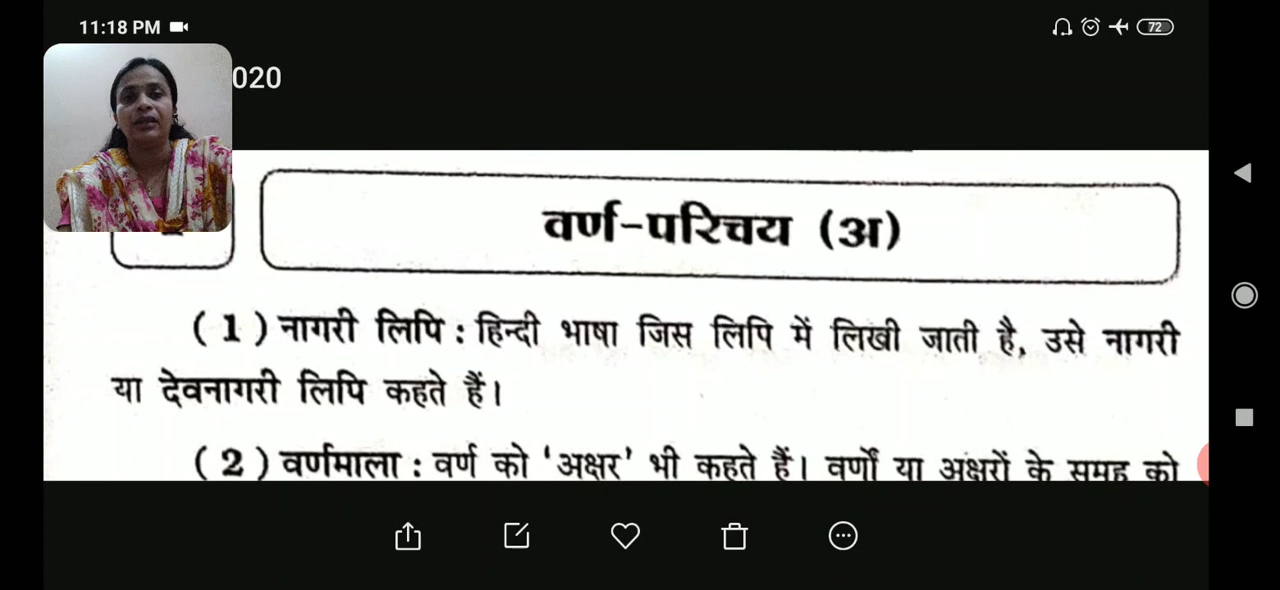 11:18 PM
72
020
वर्ण-परिचय (अ)
(1) नागरी लिपि : हिन्दी भाषा जिस लिपि में लिखी जाती है, उसे नागरी
या देवनागरी लिपि कहते हैं।
(2) वर्णमाला : वर्ण को 'अक्षर' भी कहते हैं। वर्णों या अक्षरों के समूह को